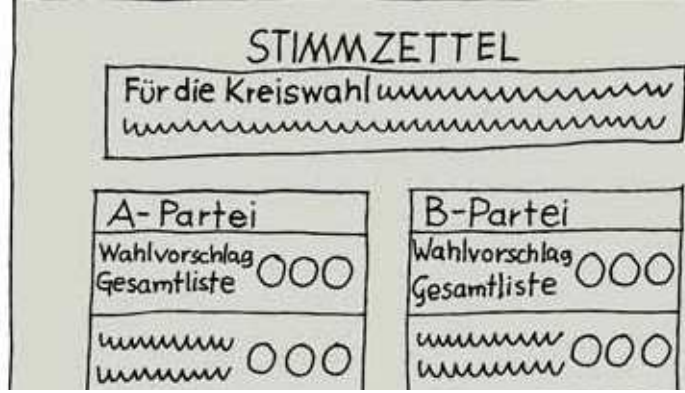 STIMMZETTEL
Für die Kreiswahl
A-Partei
Wahlvorschlag
Gesamtliste
B-Partei
Wahlvorschlag
Gesamtliste